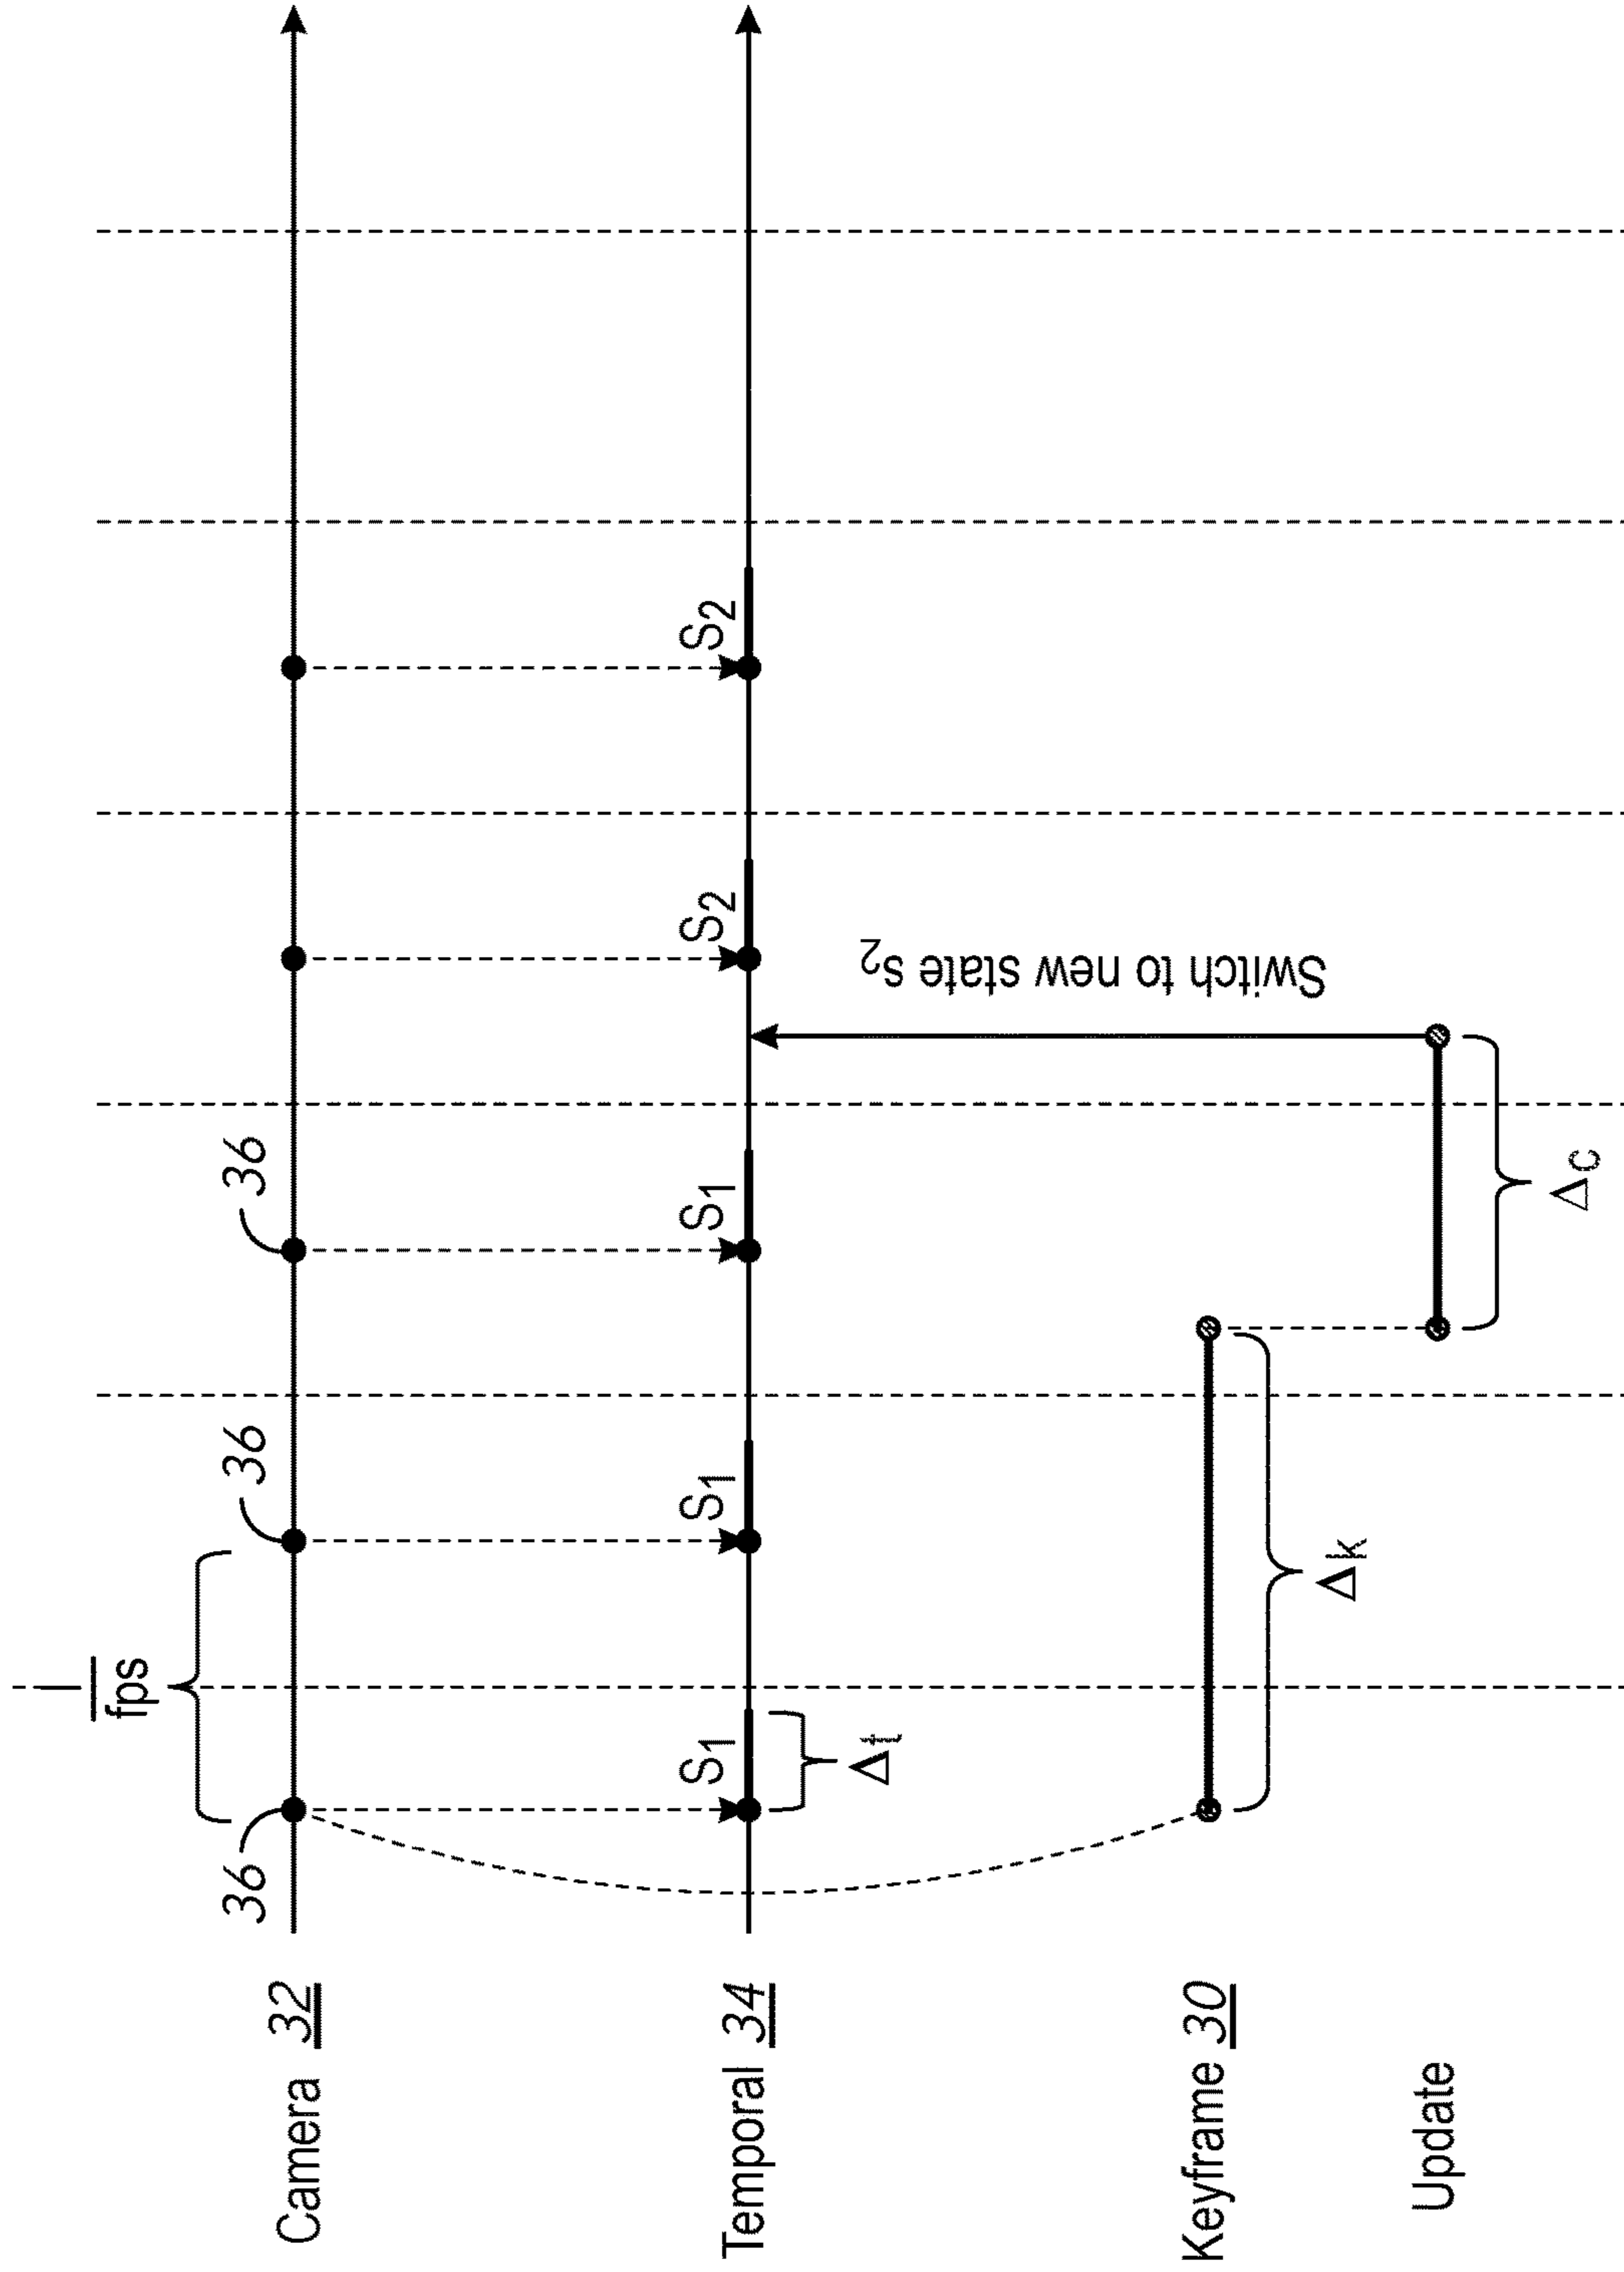 1
fps
36 36 36
Camera 32
S1 S1 S1 S2 S2
Temporal 34
Δt
Switch to new state s2
Keyframe 30
Δk
Update
Δc